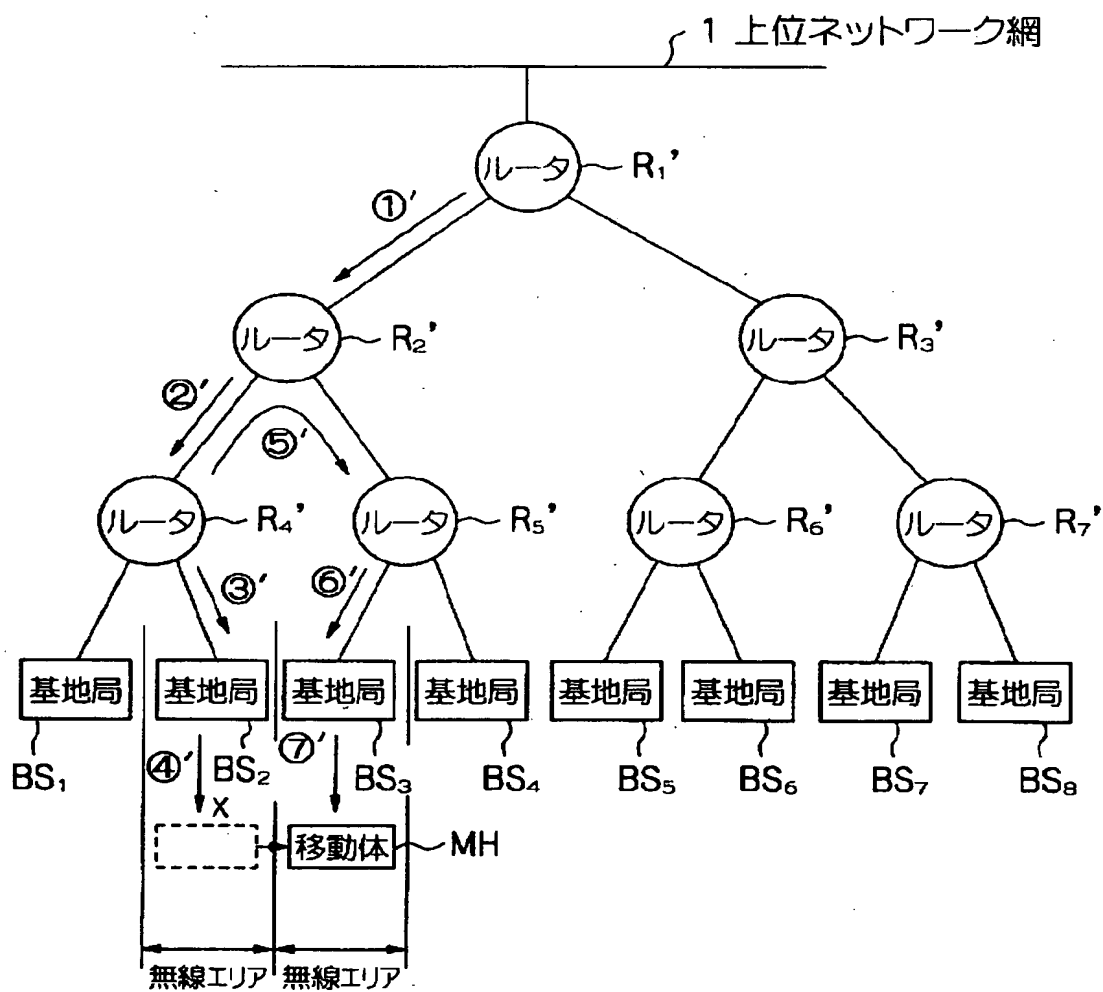 1 上位ネットワーク網
ルータ R₁'
①'
ルータ R₂' ルータ R₃'
②'
⑤'
ルータ R₄' ルータ R₅' ルータ R₆' ルータ R₇'
③' ⑥'
基地局 基地局 基地局 基地局 基地局 基地局 基地局 基地局
④' ⑦'
BS₁ BS₂ BS₃ BS₄ BS₅ BS₆ BS₇ BS₈
X
移動体 MH
無線エリア 無線エリア